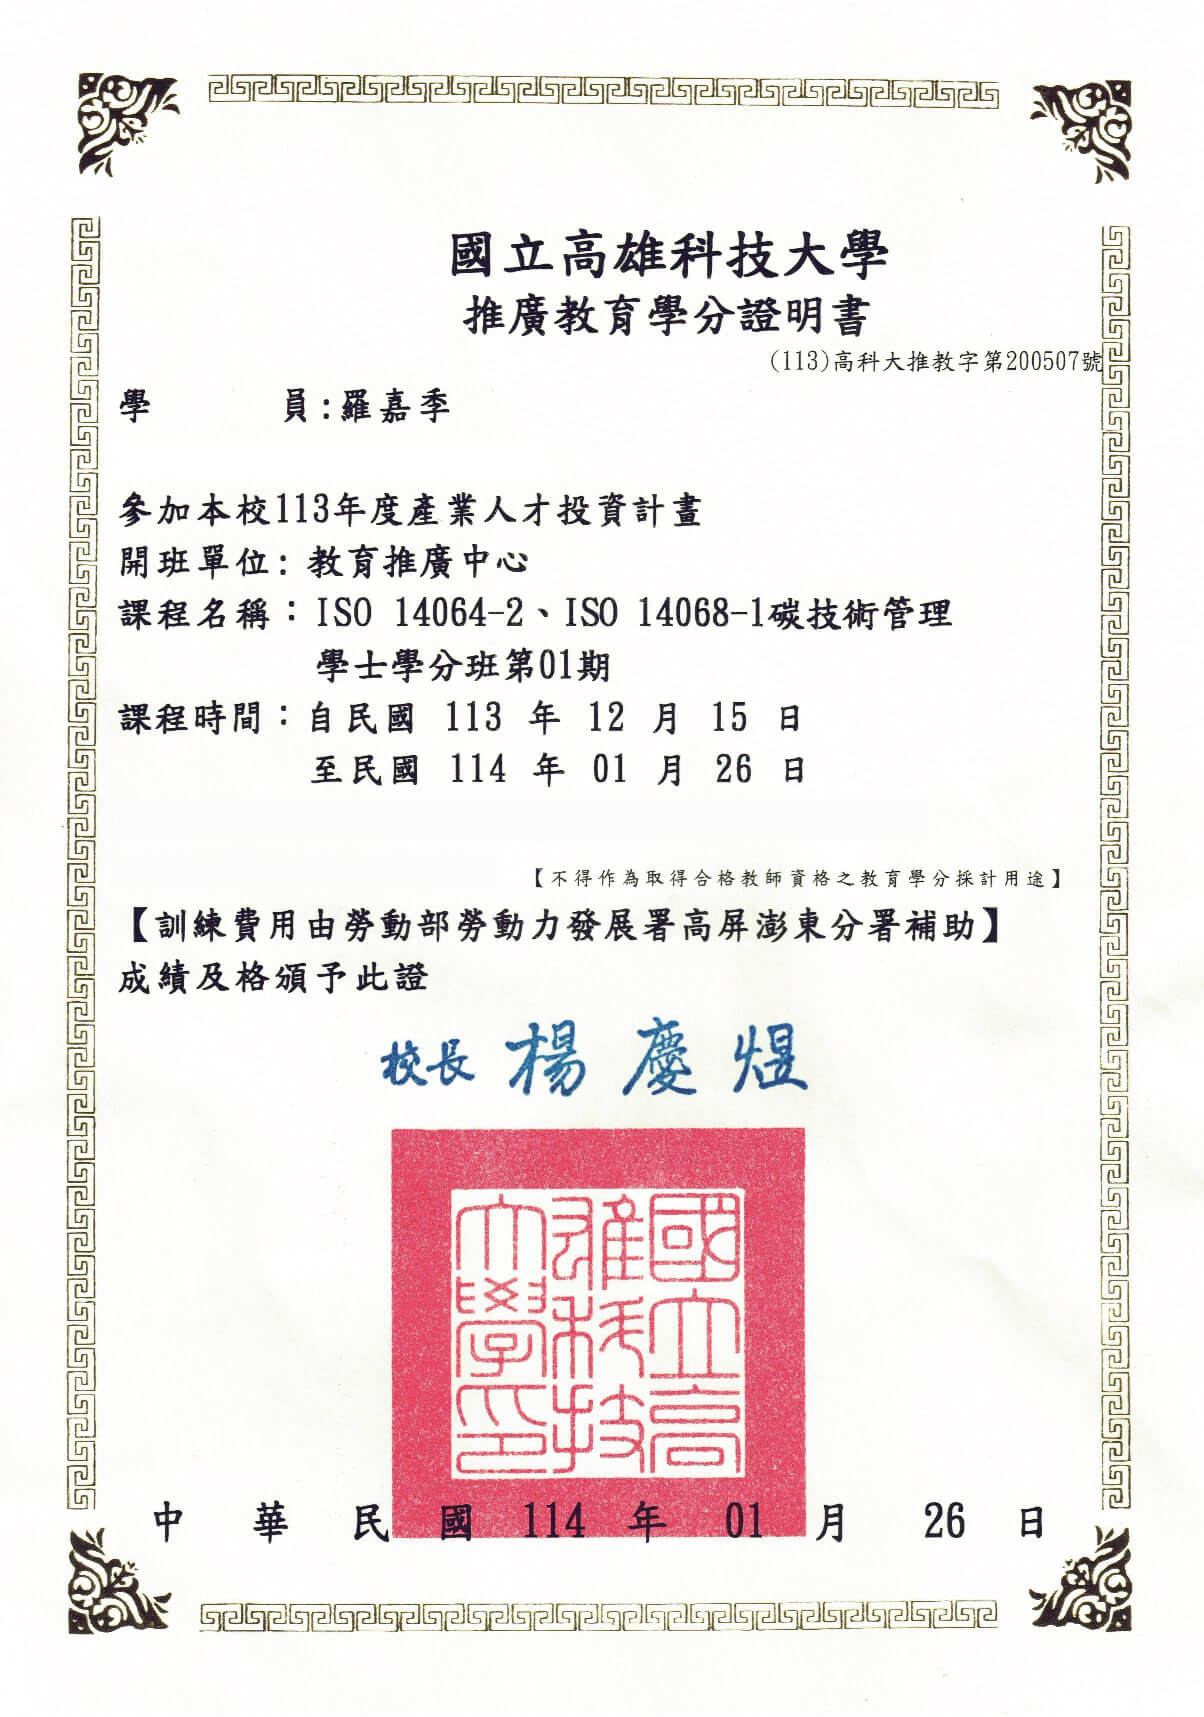 國立高雄科技大學
推廣教育學分證明書
(113)高科大推教字第200507號
學 員:羅嘉季
參加本校113年度產業人才投資計畫
開班單位: 教育推廣中心
課程名稱：ISO 14064-2、ISO 14068-1碳技術管理
學士學分班第01期
課程時間：自民國 113 年 12 月 15 日
至民國 114 年 01 月 26 日
【不得作為取得合格教師資格之教育學分採計用途】
【訓練費用由勞動部勞動力發展署高屏澎東分署補助】
成績及格頒予此證
校長 楊慶煜
國立高雄科技大學印
中 華 民 國 114 年 01 月 26 日